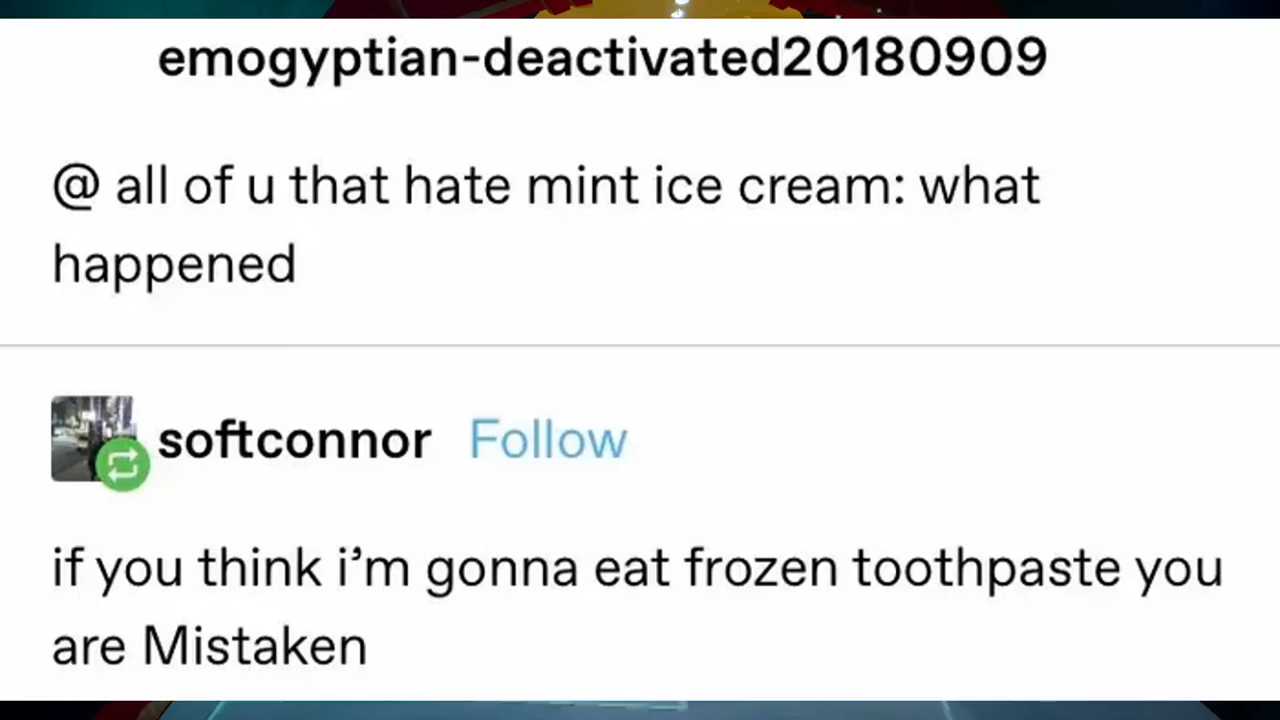 emogyptian-deactivated20180909
@ all of u that hate mint ice cream: what
happened
softconnor Follow
if you think i’m gonna eat frozen toothpaste you
are Mistaken